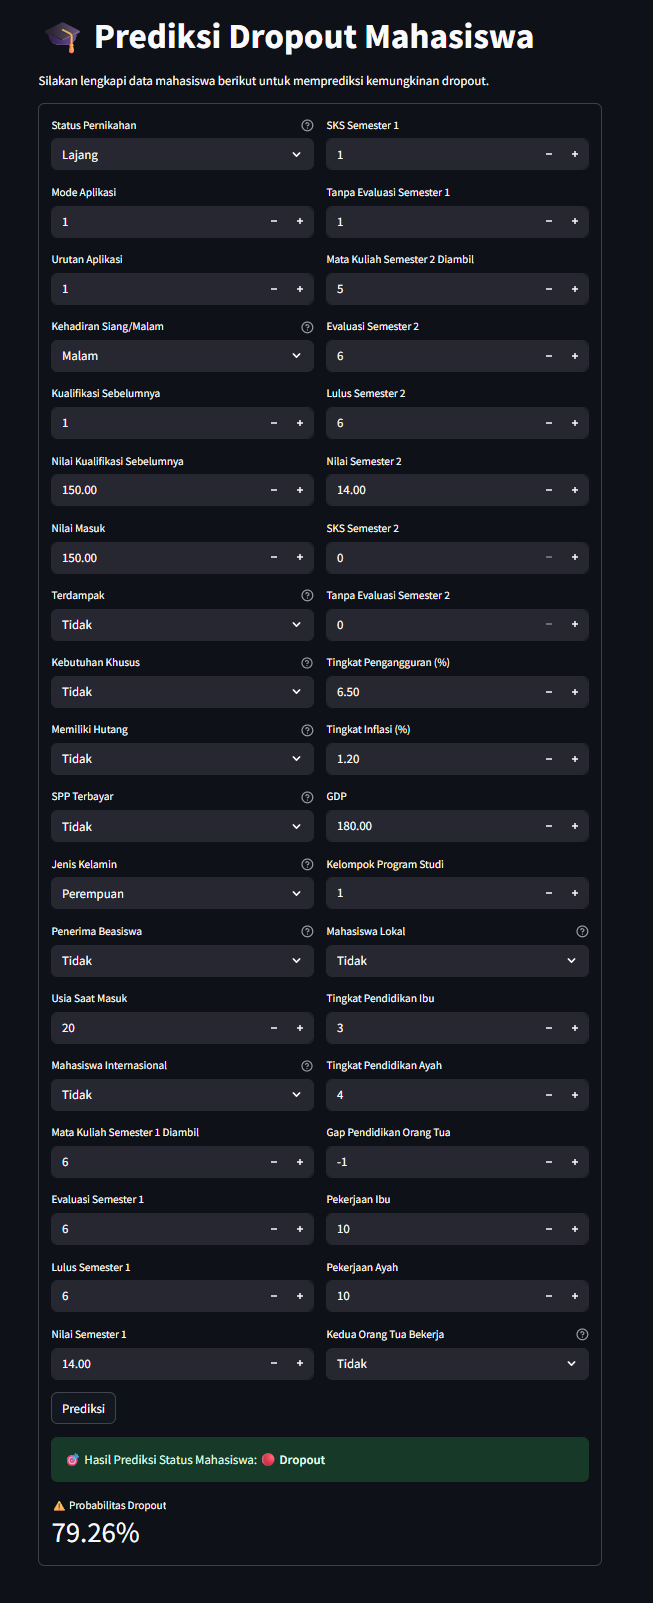 Prediksi Dropout Mahasiswa
Silakan lengkapi data mahasiswa berikut untuk memprediksi kemungkinan dropout.
Status Pernikahan
Lajang
Mode Aplikasi
1
Urutan Aplikasi
1
Kehadiran Siang/Malam
Malam
Kualifikasi Sebelumnya
1
Nilai Kualifikasi Sebelumnya
150.00
Nilai Masuk
150.00
Terdampak
Tidak
Kebutuhan Khusus
Tidak
Memiliki Hutang
Tidak
SPP Terbayar
Tidak
Jenis Kelamin
Perempuan
Penerima Beasiswa
Tidak
Usia Saat Masuk
20
Mahasiswa Internasional
Tidak
Mata Kuliah Semester 1 Diambil
6
Evaluasi Semester 1
6
Lulus Semester 1
6
Nilai Semester 1
14.00
SKS Semester 1
1
Tanpa Evaluasi Semester 1
1
Mata Kuliah Semester 2 Diambil
5
Evaluasi Semester 2
6
Lulus Semester 2
6
Nilai Semester 2
14.00
SKS Semester 2
0
Tanpa Evaluasi Semester 2
0
Tingkat Pengangguran (%)
6.50
Tingkat Inflasi (%)
1.20
GDP
180.00
Kelompok Program Studi
1
Mahasiswa Lokal
Tidak
Tingkat Pendidikan Ibu
3
Tingkat Pendidikan Ayah
4
Gap Pendidikan Orang Tua
-1
Pekerjaan Ibu
10
Pekerjaan Ayah
10
Kedua Orang Tua Bekerja
Tidak
Prediksi
Hasil Prediksi Status Mahasiswa: Dropout
Probabilitas Dropout
79.26%